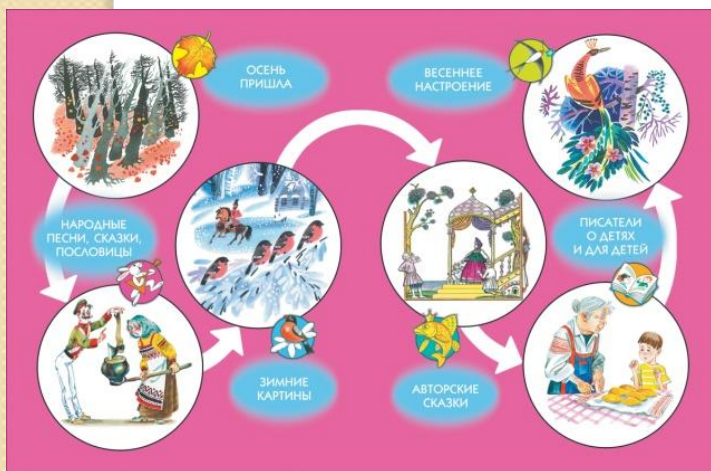 ОСЕНЬ
ПРИШЛА
НАРОДНЫЕ
ПЕСНИ, СКАЗКИ,
ПОСЛОВИЦЫ
ЗИМНИЕ
КАРТИНЫ
АВТОРСКИЕ
СКАЗКИ
ПИСАТЕЛИ
О ДЕТЯХ
И ДЛЯ ДЕТЕЙ
ВЕСЕННЕЕ
НАСТРОЕНИЕ